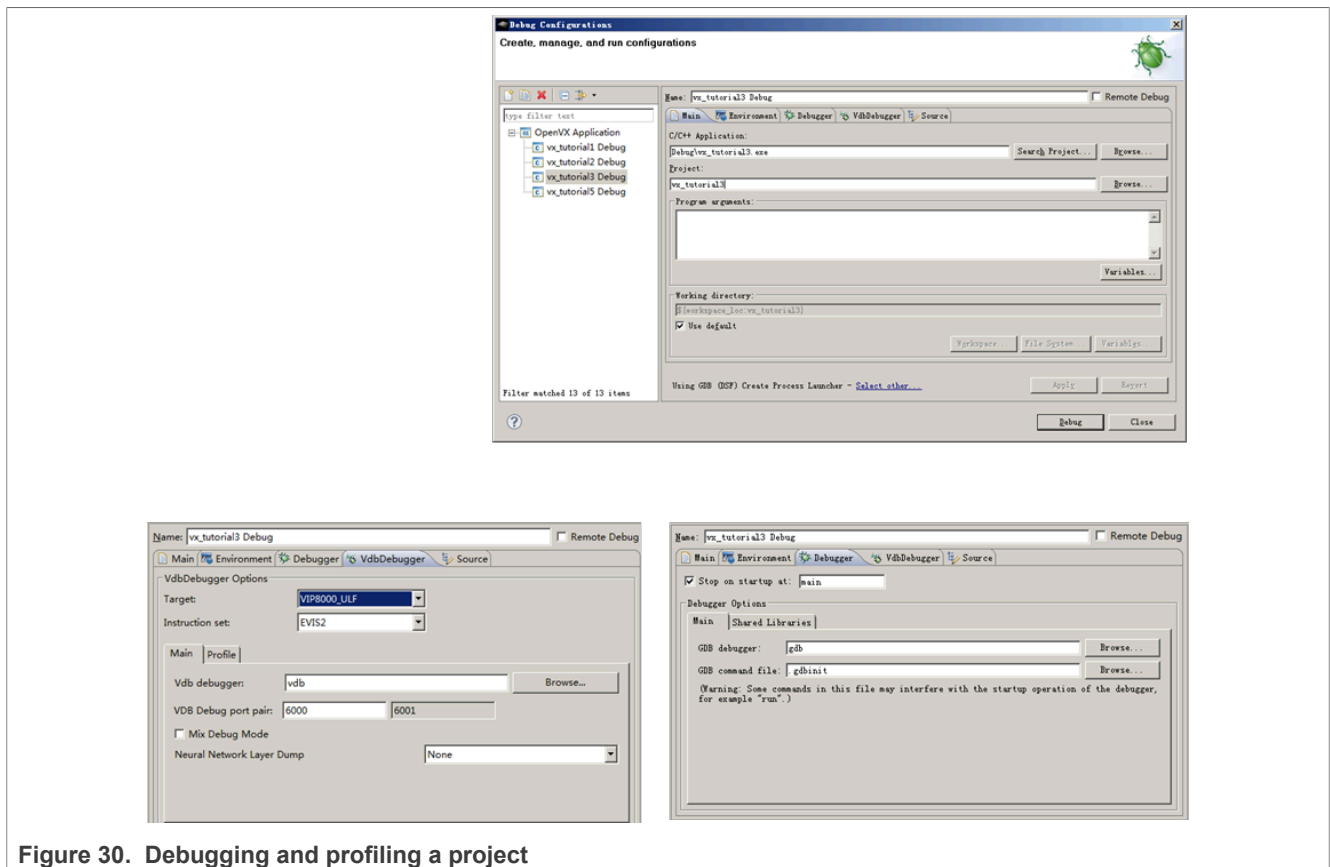 Debug Configurations
Create, manage, and run configurations
type filter text
OpenVX Application
vx_tutorial1 Debug
vx_tutorial2 Debug
vx_tutorial3 Debug
vx_tutorial5 Debug
Filter matched 13 of 13 items
Name: vx_tutorial3 Debug Remote Debug
Main Environment Debugger VdbDebugger Source
C/C++ Application:
Debug\vx_tutorial3.exe Search Project... Browse...
Project:
vx_tutorial3 Browse...
Program arguments:
Variables...
Working directory:
${workspace_loc:vx_tutorial3}
Use default
Workspace... File System... Variables...
Using GDB (DSF) Create Process Launcher - Select other... Apply Revert
Debug Close
Name: vx_tutorial3 Debug Remote Debug
Main Environment Debugger VdbDebugger Source
VdbDebugger Options
Target: VIP8000_ULF
Instruction set: EVIS2
Main Profile
Vdb debugger: vdb Browse...
VDB Debug port pair: 6000 6001
Mix Debug Mode
Neural Network Layer Dump None
Name: vx_tutorial3 Debug Remote Debug
Main Environment Debugger VdbDebugger Source
Stop on startup at: main
Debugger Options
Main Shared Libraries
GDB debugger: gdb Browse...
GDB command file: .gdbinit Browse...
(Warning: Some commands in this file may interfere with the startup operation of the debugger,
for example "run".)
Figure 30. Debugging and profiling a project